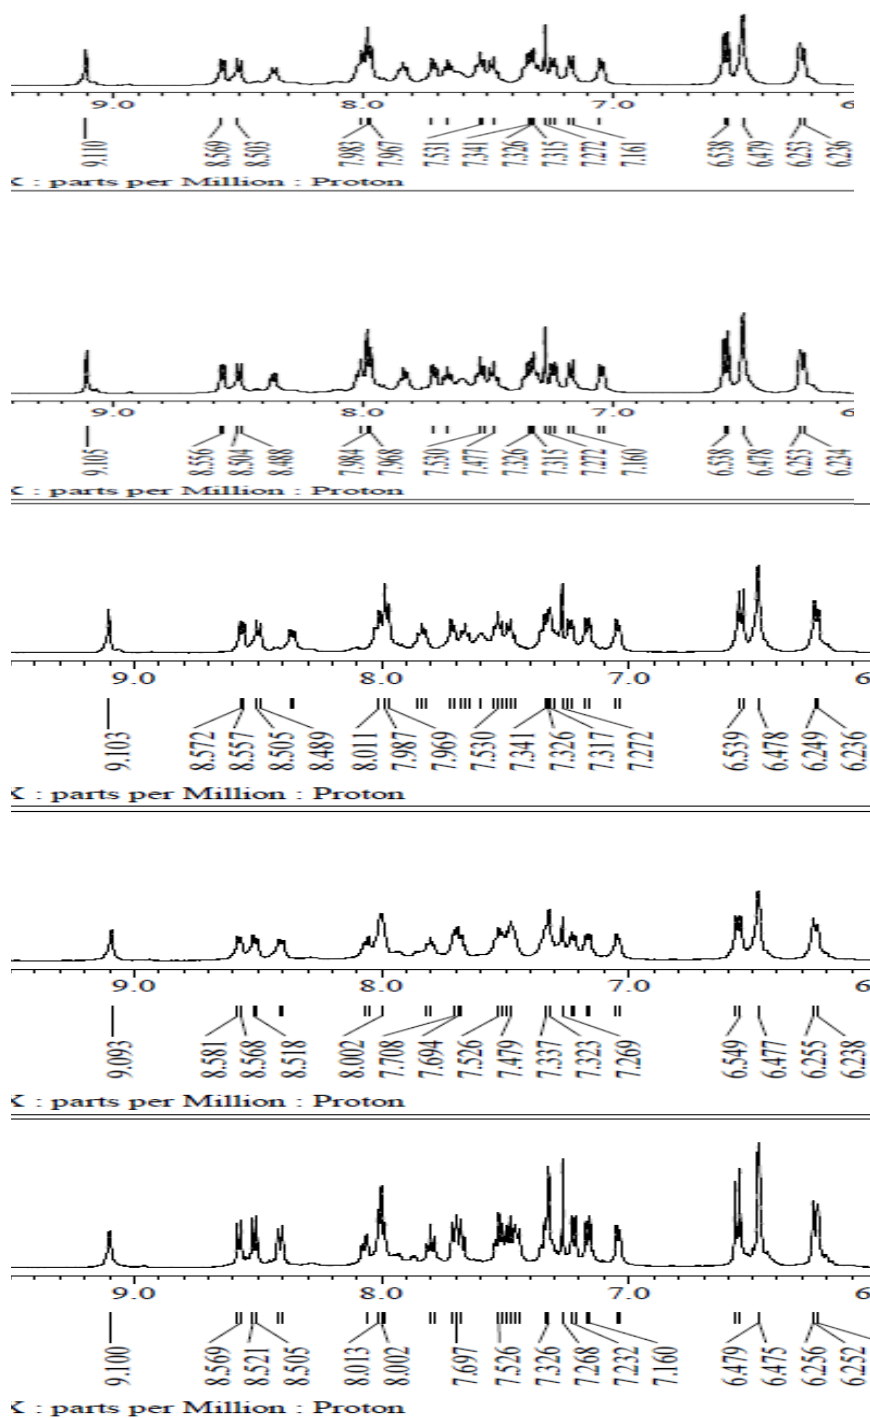 9.0 8.0 7.0 6
9.110 8.569 8.503 7.983 7.967 7.531 7.341 7.326 7.315 7.272 7.161 6.538 6.479 6.253 6.236
X : parts per Million : Proton
9.0 8.0 7.0 6
9.105 8.556 8.504 8.488 7.984 7.968 7.530 7.477 7.326 7.315 7.272 7.160 6.538 6.478 6.253 6.234
X : parts per Million : Proton
9.0 8.0 7.0 6
9.103 8.572 8.557 8.505 8.489 8.011 7.987 7.969 7.530 7.341 7.326 7.317 7.272 6.539 6.478 6.249 6.236
X : parts per Million : Proton
9.0 8.0 7.0 6
9.093 8.581 8.568 8.518 8.002 7.708 7.694 7.526 7.479 7.337 7.323 7.269 6.549 6.477 6.255 6.238
X : parts per Million : Proton
9.0 8.0 7.0 6
9.100 8.569 8.521 8.505 8.013 8.002 7.697 7.526 7.326 7.268 7.232 7.160 6.479 6.475 6.256 6.252
X : parts per Million : Proton